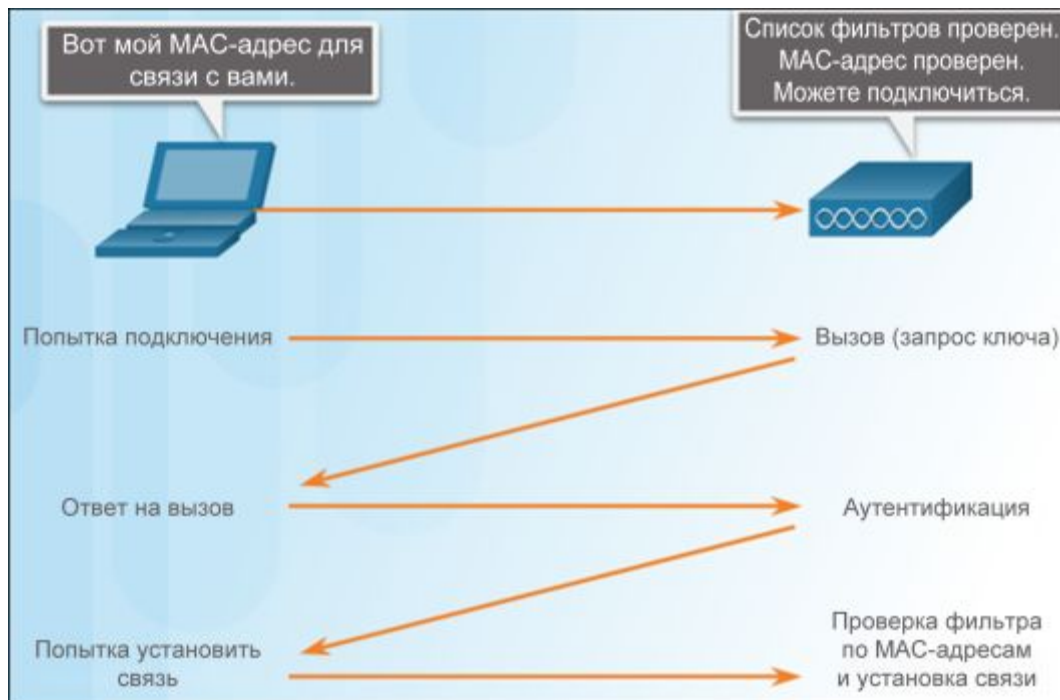 Вот мой MAC-адрес для
связи с вами.
Список фильтров проверен.
MAC-адрес проверен.
Можете подключиться.
Попытка подключения
Вызов (запрос ключа)
Ответ на вызов
Аутентификация
Попытка установить
связь
Проверка фильтра
по MAC-адресам
и установка связи